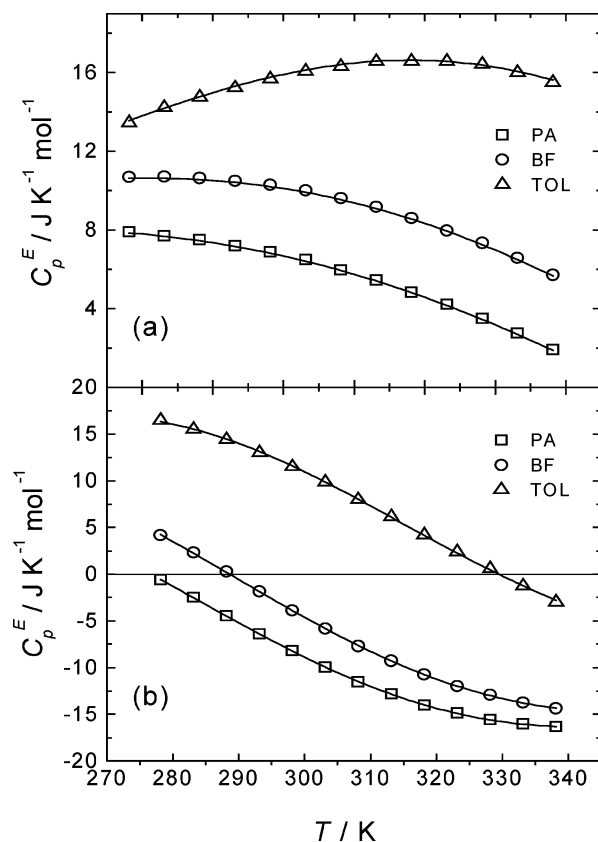 16
12
8
4
C_p^E / J K^-1 mol^-1
PA
BF
TOL
(a)
20
15
10
5
0
-5
-10
-15
-20
C_p^E / J K^-1 mol^-1
PA
BF
TOL
(b)
270 280 290 300 310 320 330 340
T / K